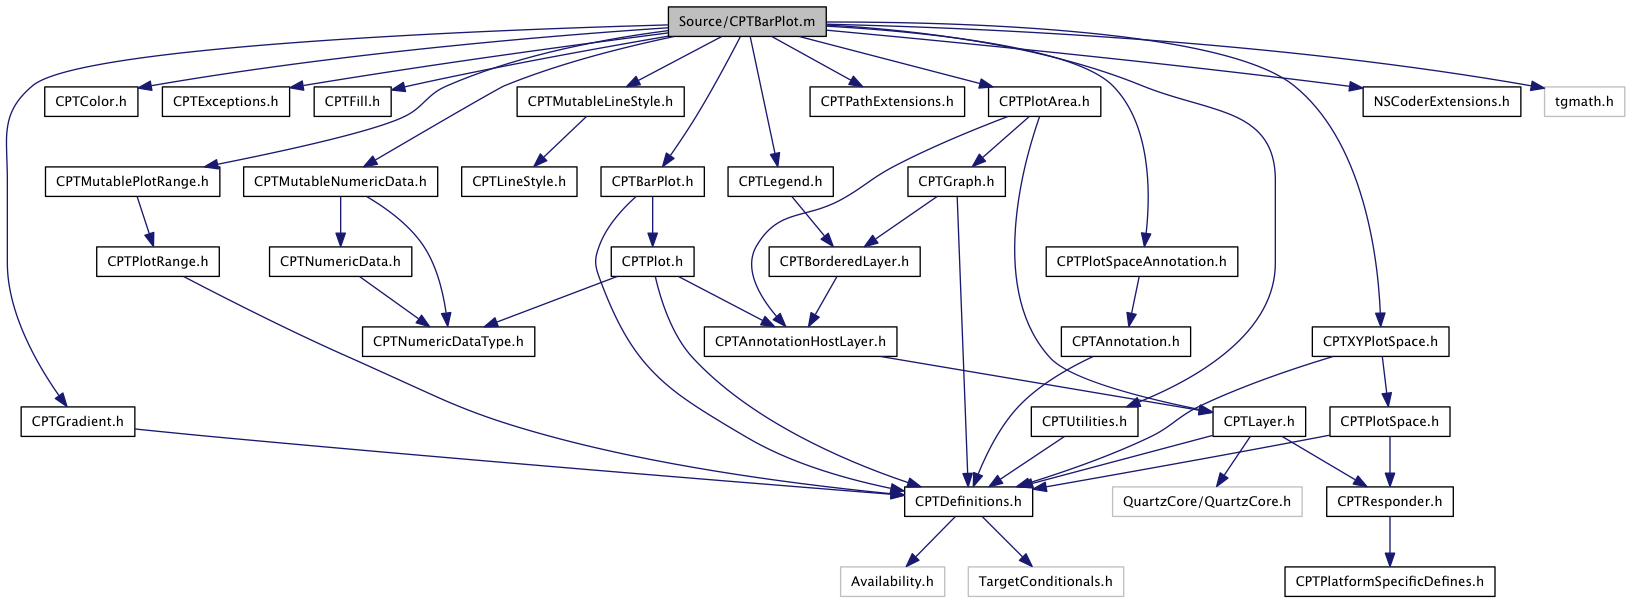 Source/CPTBarPlot.m
CPTColor.h
CPTExceptions.h
CPTFill.h
CPTMutableLineStyle.h
CPTPathExtensions.h
CPTPlotArea.h
NSCoderExtensions.h
tgmath.h
CPTMutablePlotRange.h
CPTMutableNumericData.h
CPTLineStyle.h
CPTBarPlot.h
CPTLegend.h
CPTGraph.h
CPTPlotRange.h
CPTNumericData.h
CPTPlot.h
CPTBorderedLayer.h
CPTPlotSpaceAnnotation.h
CPTNumericDataType.h
CPTAnnotationHostLayer.h
CPTAnnotation.h
CPTXYPlotSpace.h
CPTGradient.h
CPTUtilities.h
CPTLayer.h
CPTPlotSpace.h
CPTDefinitions.h
QuartzCore/QuartzCore.h
CPTResponder.h
Availability.h
TargetConditionals.h
CPTPlatformSpecificDefines.h